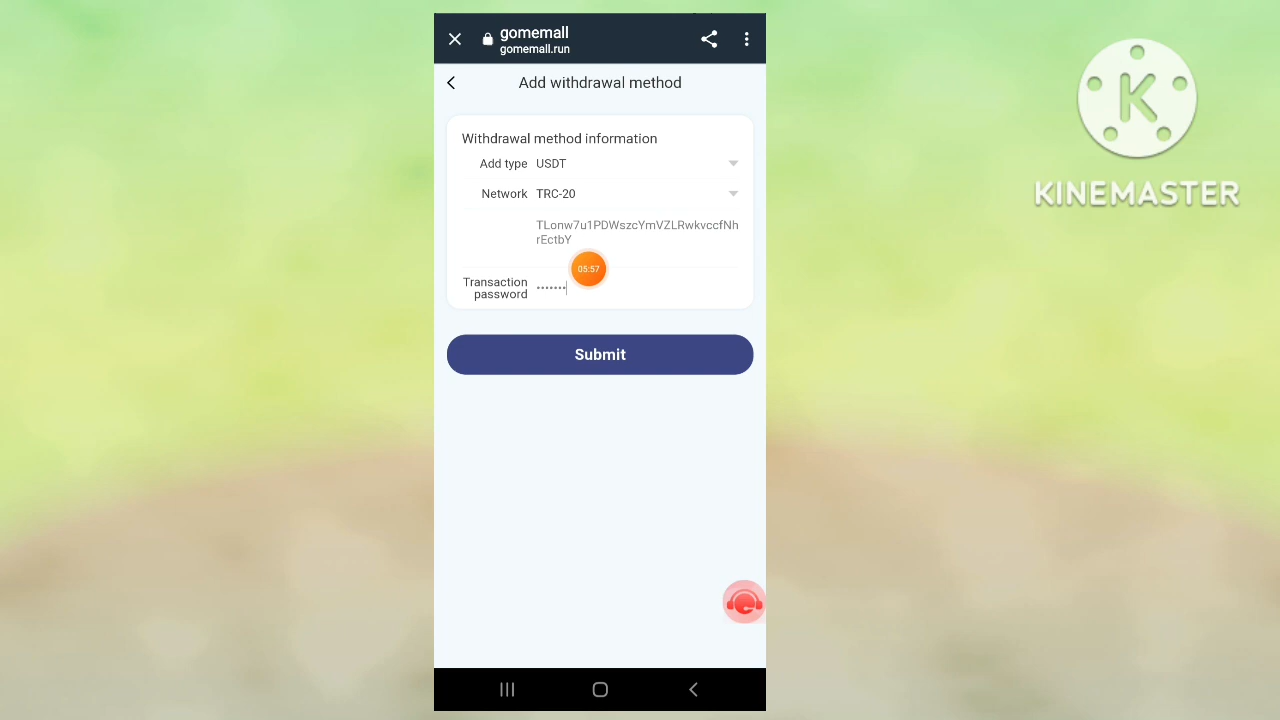 gomemall
gomemall.run
Add withdrawal method
Withdrawal method information
Add type USDT
Network TRC-20
TLonw7u1PDWszcYmVZLRwkvccfNh
rEctbY
05:57
Transaction
password •••••••
Submit
K
KINEMASTER